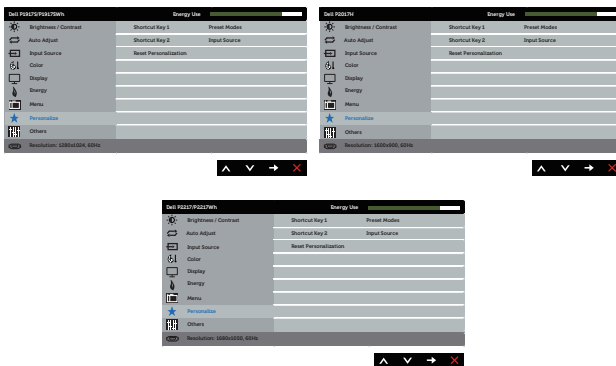 Dell P1917S/P1917SWh Energy Use
Brightness / Contrast Shortcut Key 1 Preset Modes
Auto Adjust Shortcut Key 2 Input Source
Input Source Reset Personalization
Color
Display
Energy
Menu
Personalize
Others
Resolution: 1280x1024, 60Hz
Dell P2017H Energy Use
Brightness / Contrast Shortcut Key 1 Preset Modes
Auto Adjust Shortcut Key 2 Input Source
Input Source Reset Personalization
Color
Display
Energy
Menu
Personalize
Others
Resolution: 1600x900, 60Hz
Dell P2217/P2217Wh Energy Use
Brightness / Contrast Shortcut Key 1 Preset Modes
Auto Adjust Shortcut Key 2 Input Source
Input Source Reset Personalization
Color
Display
Energy
Menu
Personalize
Others
Resolution: 1680x1050, 60Hz